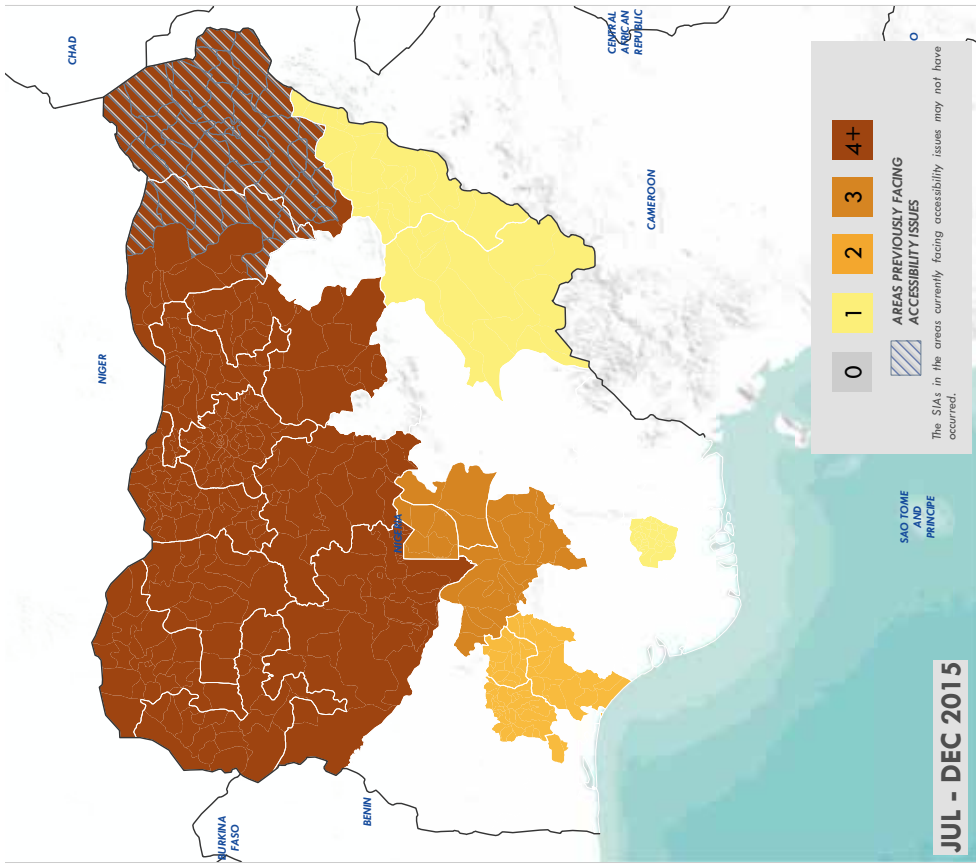 CHAD
NIGER
CENTRAL
AFRICAN
REPUBLIC
O
NIGERIA
CAMEROON
BURKINA
FASO
BENIN
SAO TOME
AND
PRINCIPE
0 1 2 3 4+
AREAS PREVIOUSLY FACING
ACCESSIBILITY ISSUES
The SIAs in the areas currently facing accessibility issues may not have
occurred.
JUL - DEC 2015